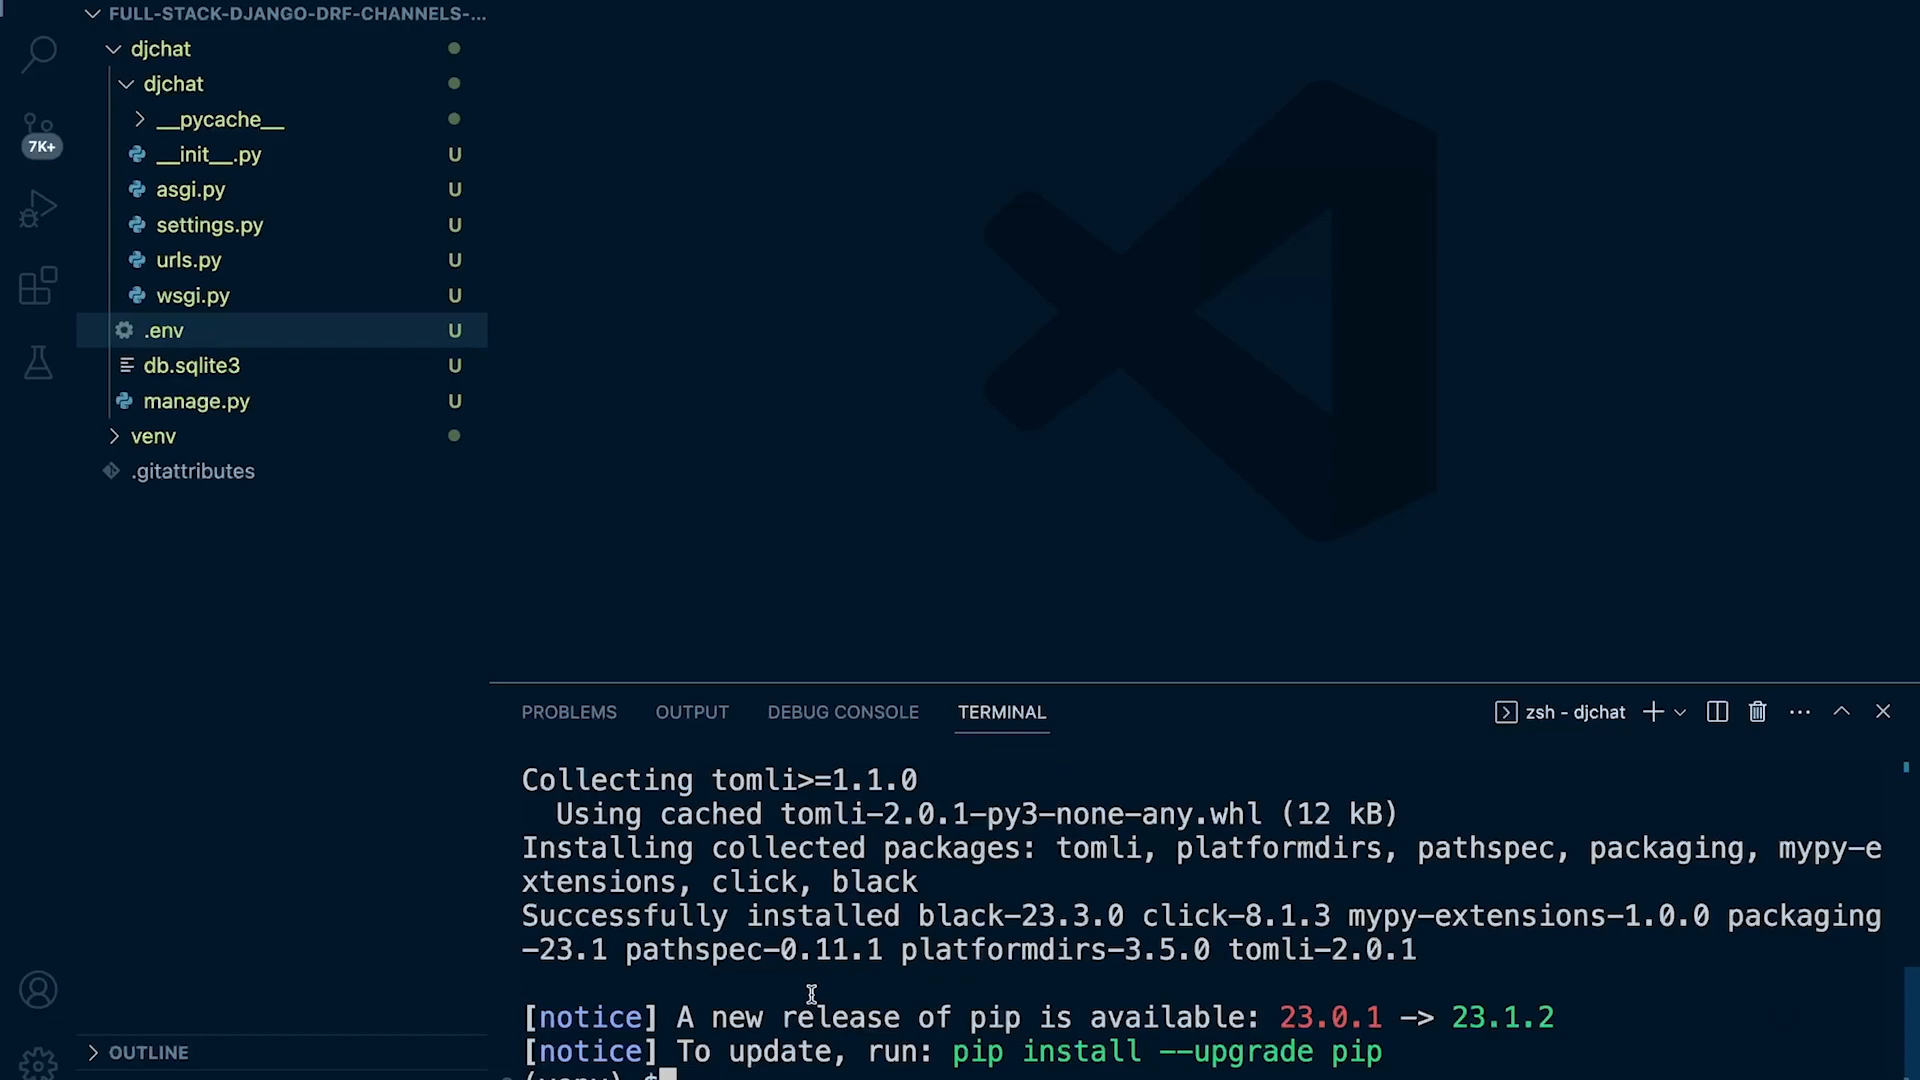 FULL-STACK-DJANGO-DRF-CHANNELS-...
djchat
djchat
__pycache__
7K+
__init__.py U
asgi.py U
settings.py U
urls.py U
wsgi.py U
.env U
db.sqlite3 U
manage.py U
venv
.gitattributes
PROBLEMS OUTPUT DEBUG CONSOLE TERMINAL zsh - djchat
Collecting tomli>=1.1.0
Using cached tomli-2.0.1-py3-none-any.whl (12 kB)
Installing collected packages: tomli, platformdirs, pathspec, packaging, mypy-e
xtensions, click, black
Successfully installed black-23.3.0 click-8.1.3 mypy-extensions-1.0.0 packaging
-23.1 pathspec-0.11.1 platformdirs-3.5.0 tomli-2.0.1
[notice] A new release of pip is available: 23.0.1 -> 23.1.2
[notice] To update, run: pip install --upgrade pip
OUTLINE